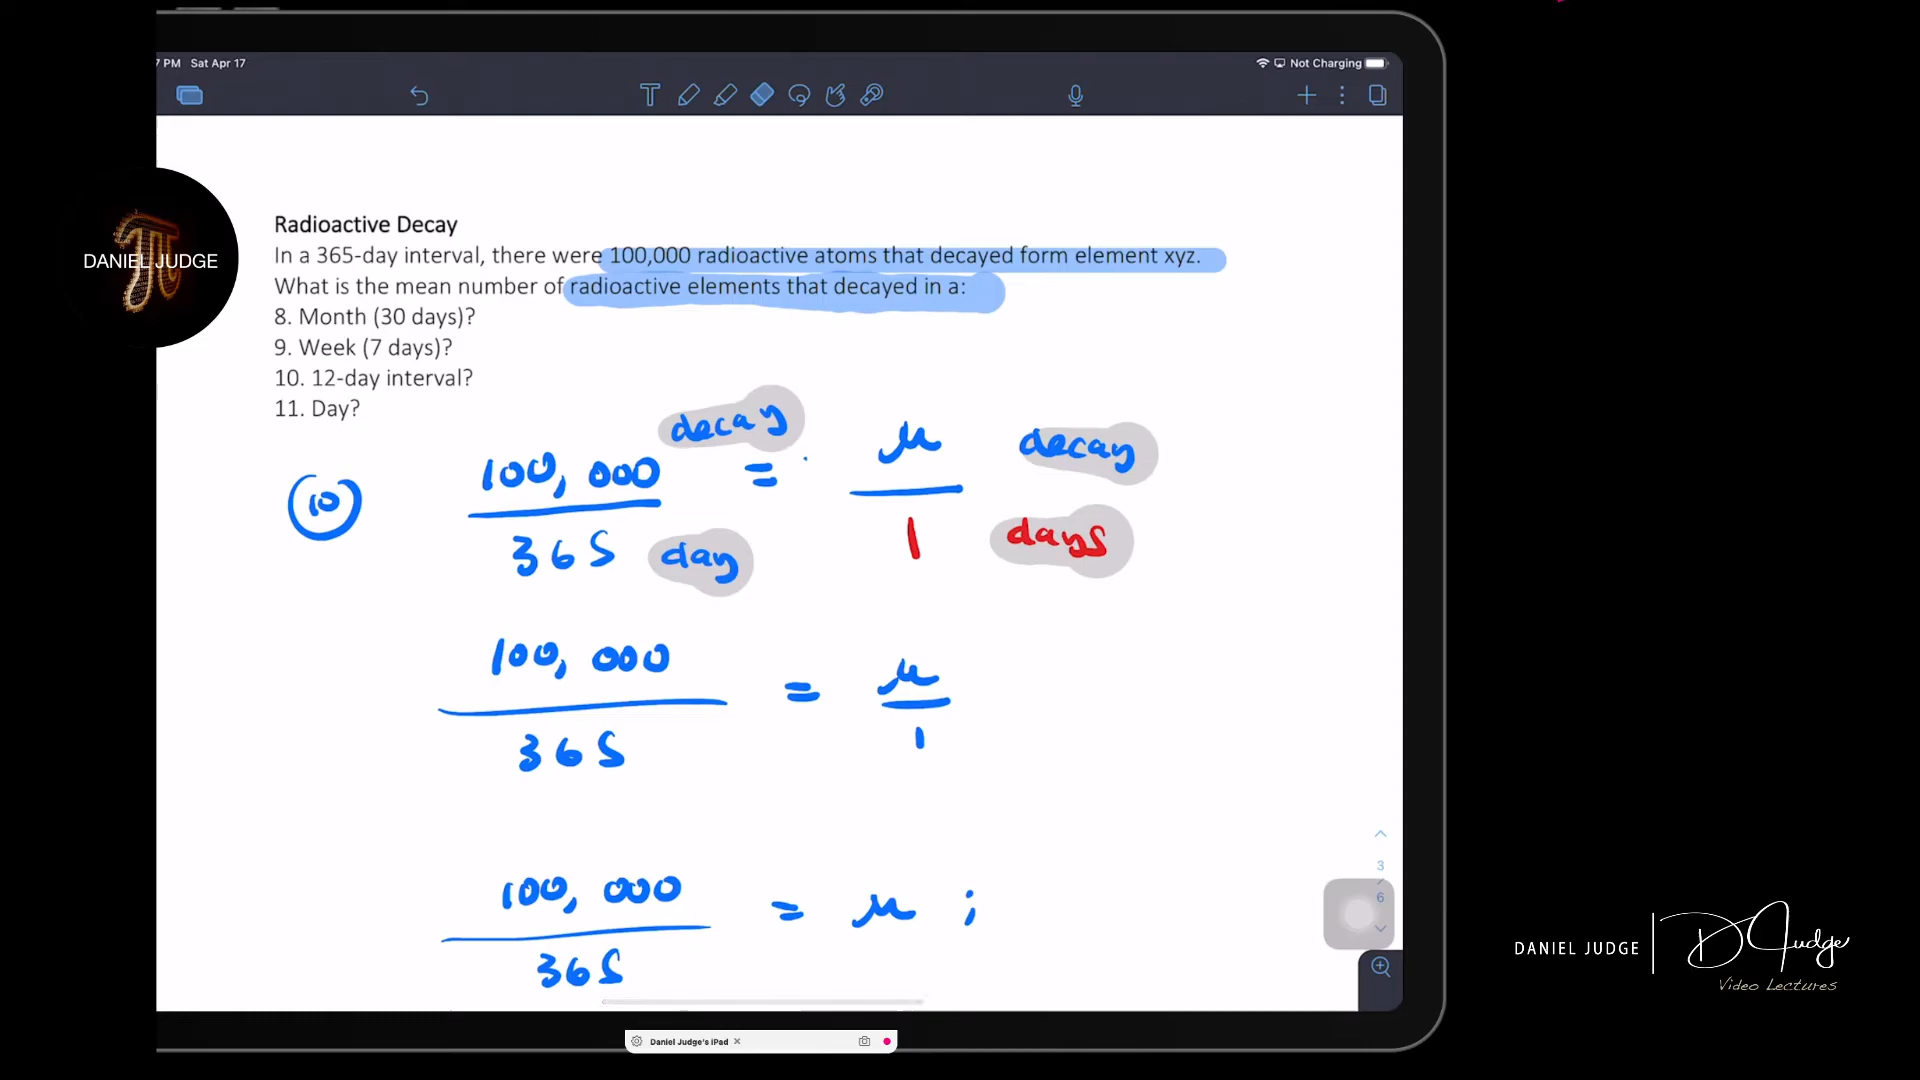 7 PM Sat Apr 17
Not Charging
DANIEL JUDGE
Radioactive Decay
In a 365-day interval, there were 100,000 radioactive atoms that decayed form element xyz.
What is the mean number of radioactive elements that decayed in a:
8. Month (30 days)?
9. Week (7 days)?
10. 12-day interval?
11. Day?
10
100,000 decay = μ decay
365 day 1 days
100,000 = μ
365 1
100,000 = μ ;
365
3
6
DANIEL JUDGE
DJudge
Video Lectures
Daniel Judge's iPad